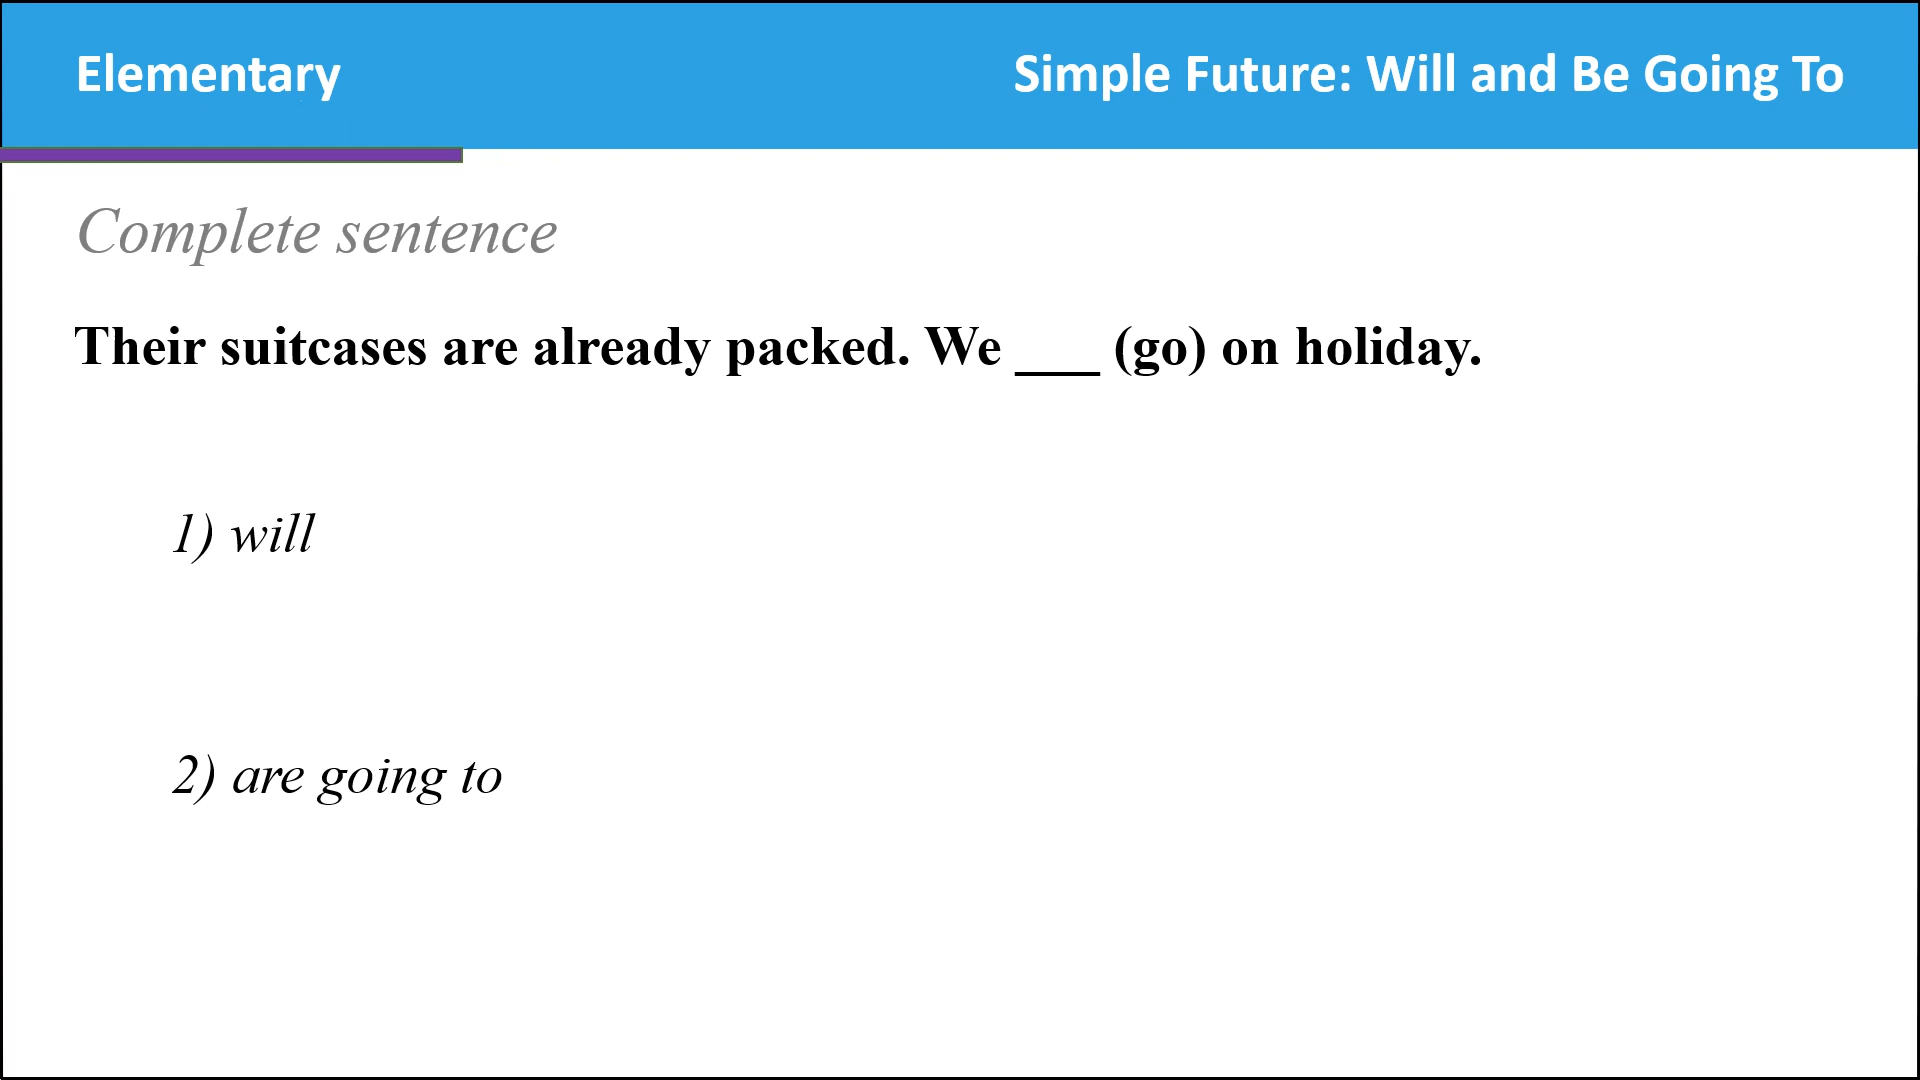 Elementary
Simple Future: Will and Be Going To
Complete sentence
Their suitcases are already packed. We ___ (go) on holiday.
1) will
2) are going to